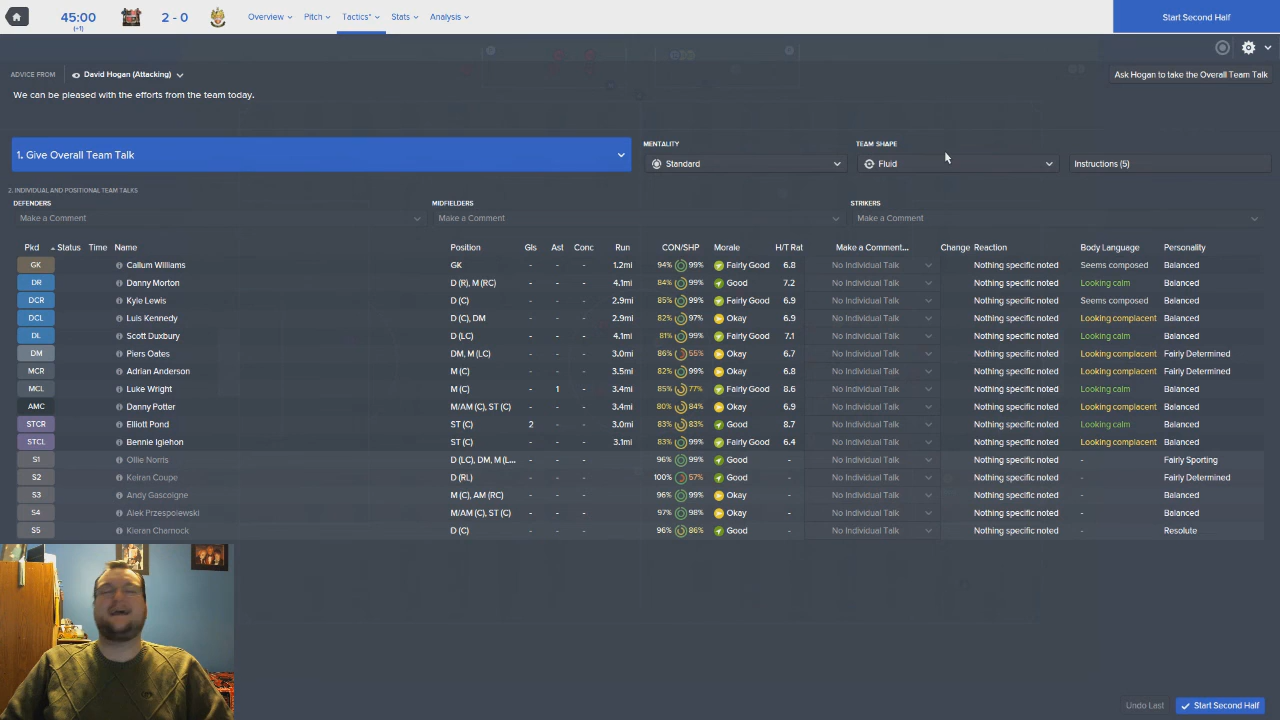 45:00 (+1) 2 - 0 Overview Pitch Tactics* Stats Analysis Start Second Half
ADVICE FROM David Hogan (Attacking) Ask Hogan to take the Overall Team Talk
We can be pleased with the efforts from the team today.
MENTALITY TEAM SHAPE
1. Give Overall Team Talk Standard Fluid Instructions (5)
2. INDIVIDUAL AND POSITIONAL TEAM TALKS
DEFENDERS MIDFIELDERS STRIKERS
Make a Comment Make a Comment Make a Comment
Pkd Status Time Name Position Gls Ast Conc Run CON/SHP Morale H/T Rat Make a Comment... Change Reaction Body Language Personality
GK Callum Williams GK - - - 1.2mi 94% 99% Fairly Good 6.8 No Individual Talk Nothing specific noted Seems composed Balanced
DR Danny Morton D (R), M (RC) - - - 4.1mi 84% 99% Good 7.2 No Individual Talk Nothing specific noted Looking calm Balanced
DCR Kyle Lewis D (C) - - - 2.9mi 85% 99% Fairly Good 6.9 No Individual Talk Nothing specific noted Seems composed Balanced
DCL Luis Kennedy D (C), DM - - - 2.9mi 82% 97% Okay 6.9 No Individual Talk Nothing specific noted Looking complacent Balanced
DL Scott Duxbury D (LC) - - - 4.1mi 81% 99% Fairly Good 7.1 No Individual Talk Nothing specific noted Looking calm Balanced
DM Piers Oates DM, M (LC) - - - 3.0mi 86% 55% Okay 6.7 No Individual Talk Nothing specific noted Looking complacent Fairly Determined
MCR Adrian Anderson M (C) - - - 3.5mi 82% 99% Okay 6.8 No Individual Talk Nothing specific noted Looking complacent Fairly Determined
MCL Luke Wright M (C) - 1 - 3.4mi 85% 77% Fairly Good 8.6 No Individual Talk Nothing specific noted Looking calm Balanced
AMC Danny Potter M/AM (C), ST (C) - - - 3.4mi 80% 84% Okay 6.9 No Individual Talk Nothing specific noted Looking complacent Balanced
STCR Elliott Pond ST (C) 2 - - 3.0mi 83% 83% Good 8.7 No Individual Talk Nothing specific noted Looking calm Balanced
STCL Bennie Igiehon ST (C) - - - 3.1mi 83% 99% Fairly Good 6.4 No Individual Talk Nothing specific noted Looking complacent Balanced
S1 Ollie Norris D (LC), DM, M (L... - - - 96% 99% Good - No Individual Talk Nothing specific noted - Fairly Sporting
S2 Keiran Coupe D (RL) - - - 100% 57% Good - No Individual Talk Nothing specific noted - Fairly Determined
S3 Andy Gascoigne M (C), AM (RC) - - - 96% 99% Okay - No Individual Talk Nothing specific noted - Balanced
S4 Alek Przespolewski M/AM (C), ST (C) - - - 97% 98% Okay - No Individual Talk Nothing specific noted - Balanced
S5 Kieran Charnock D (C) - - - 96% 86% Good - No Individual Talk Nothing specific noted - Resolute
Undo Last Start Second Half